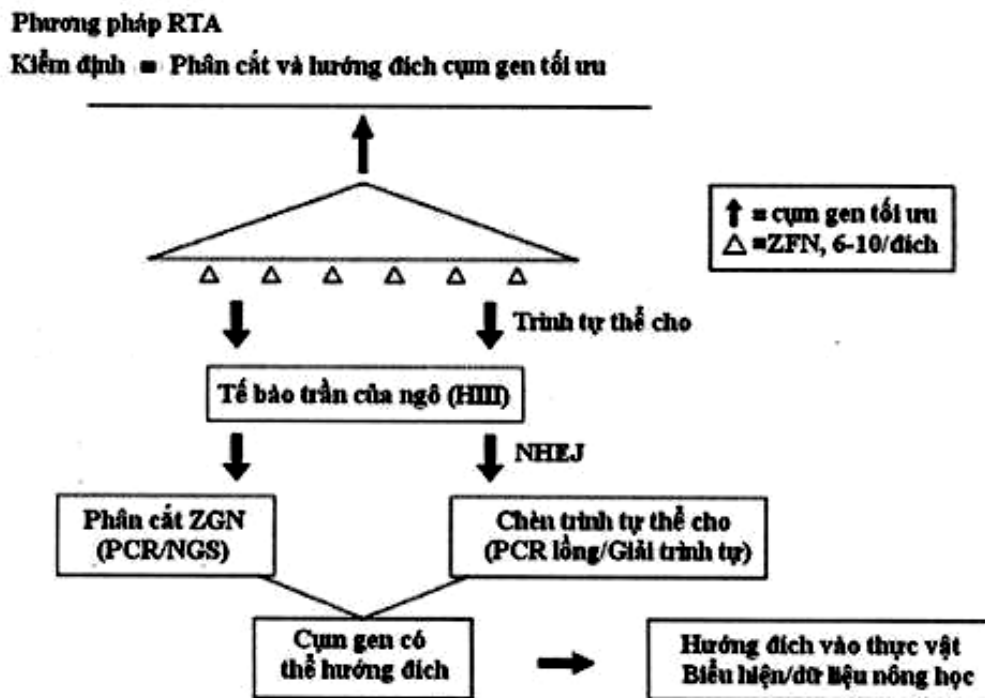 Phương pháp RTA
Kiểm định = Phân cắt và hướng đích cụm gen tối ưu
↑ = cụm gen tối ưu
△ =ZFN, 6-10/đích
Trình tự thể cho
Tế bào trần của ngô (HIII)
NHEJ
Phân cắt ZGN
(PCR/NGS)
Chèn trình tự thể cho
(PCR lồng/Giải trình tự)
Cụm gen có
thể hướng đích
Hướng đích vào thực vật
Biểu hiện/dữ liệu nông học